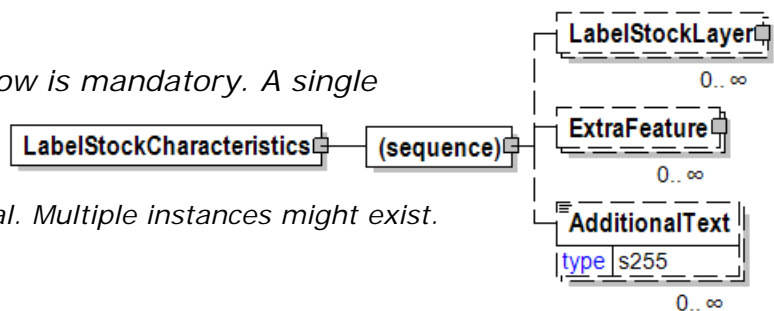 LabelStockLayer
0.. ∞
ow is mandatory. A single
ExtraFeature
LabelStockCharacteristics
(sequence)
0.. ∞
al. Multiple instances might exist.
AdditionalText
type s255
0.. ∞